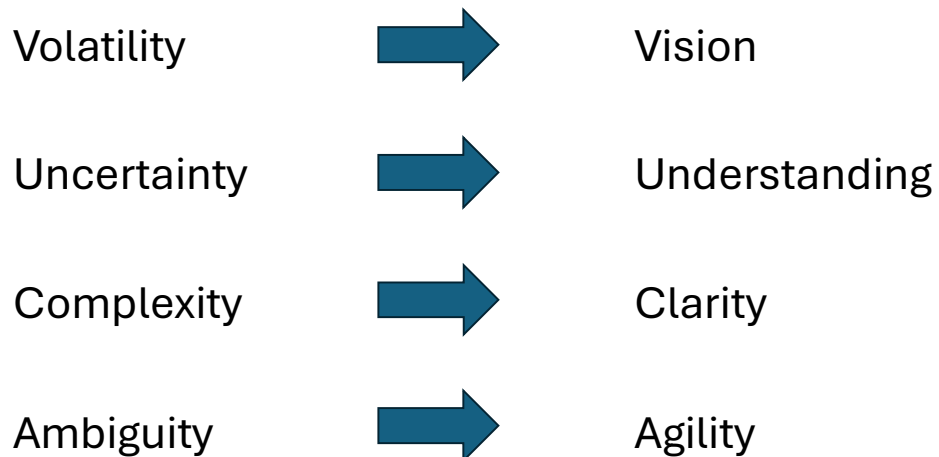 Volatility Vision
Uncertainty Understanding
Complexity Clarity
Ambiguity Agility